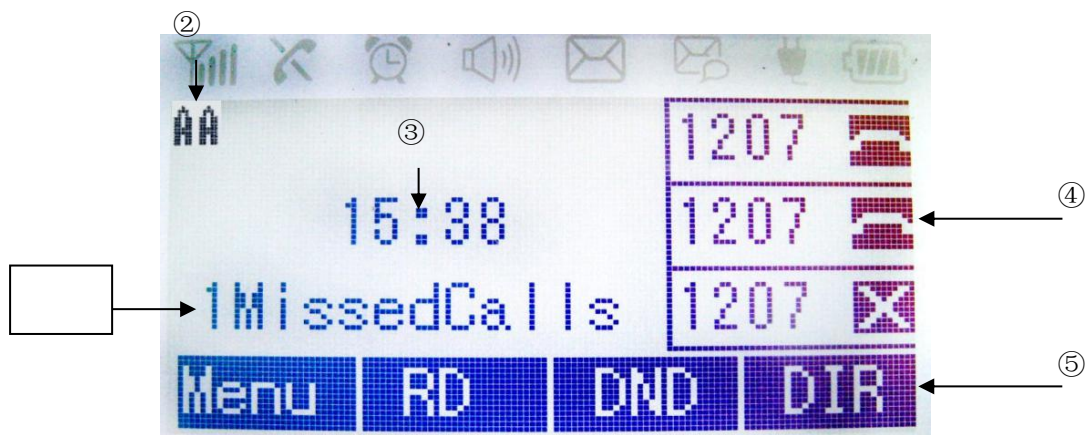 ②
AA
③
1207
15:38
1207
④
1MissedCalls
1207
Menu RD DND DIR
⑤